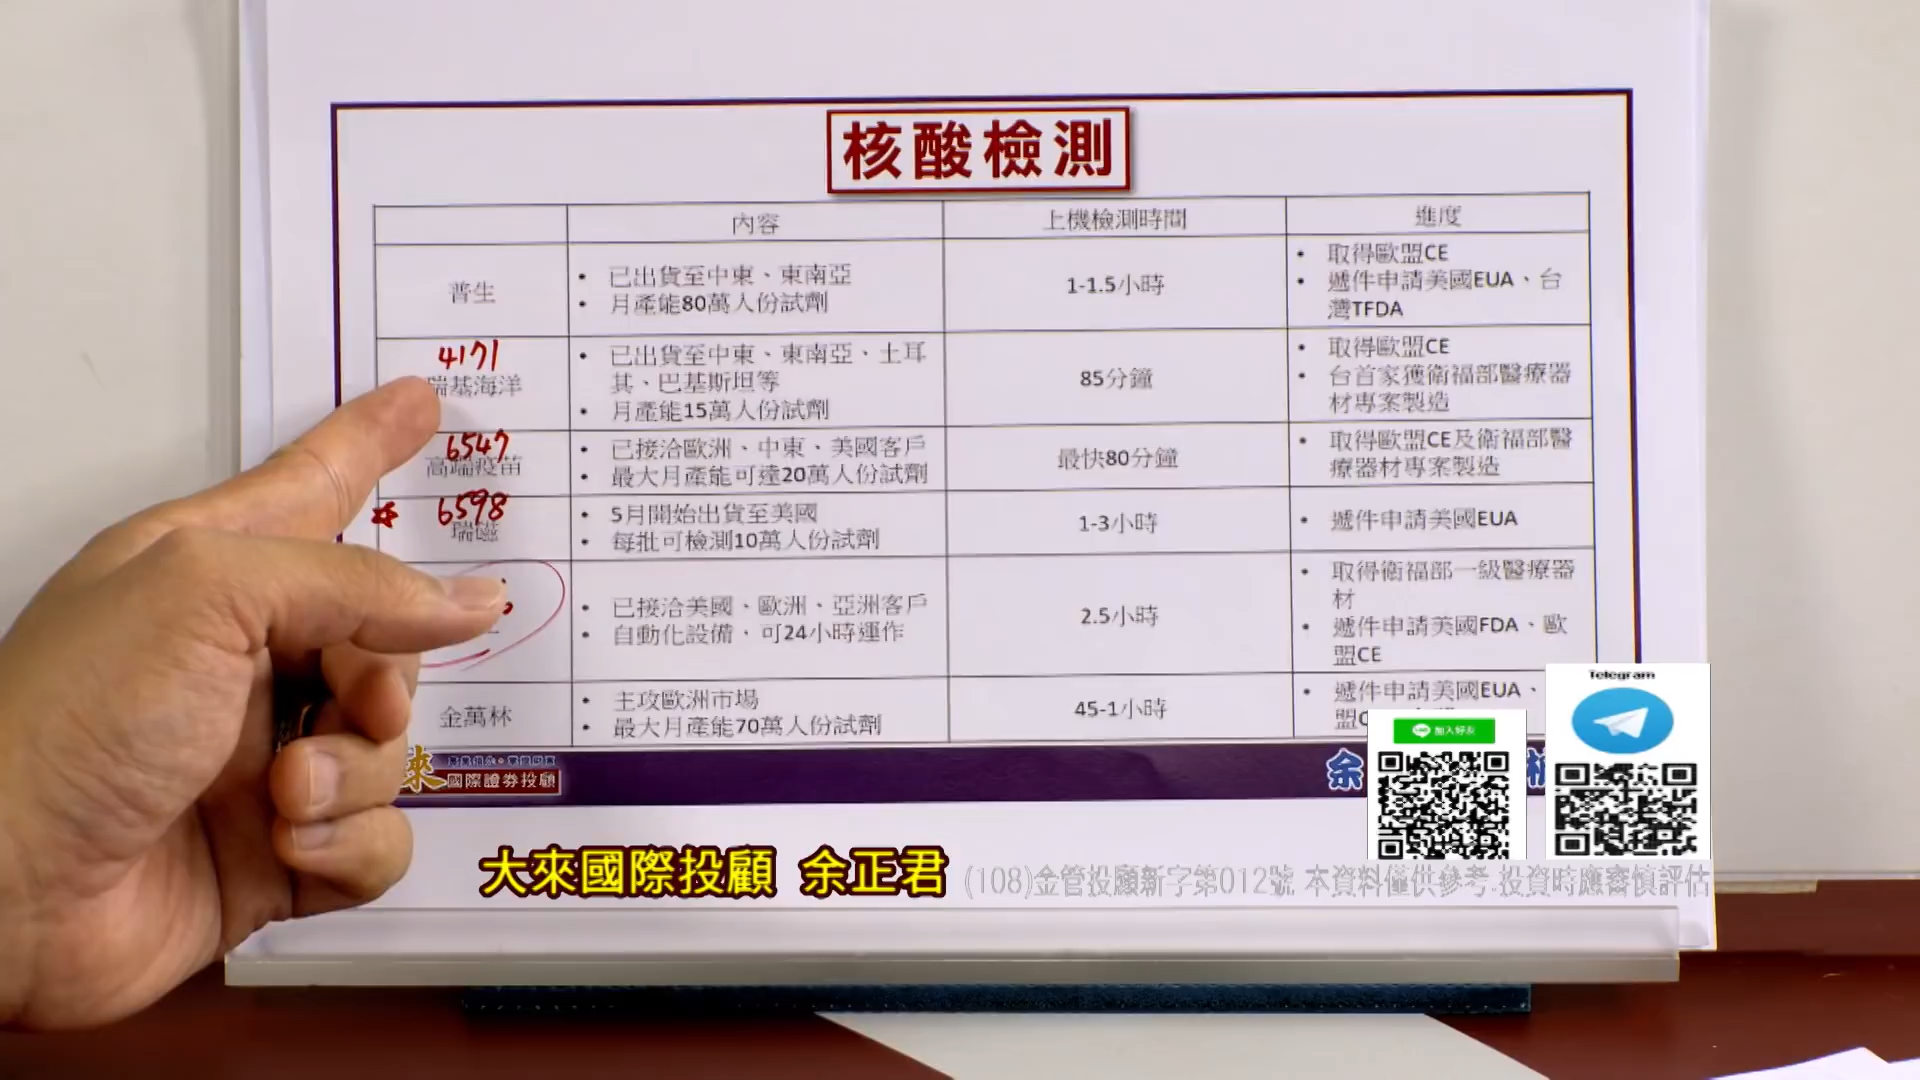 核酸檢測
內容
上機檢測時間
進度
普生
• 已出貨至中東、東南亞
• 月產能80萬人份試劑
1-1.5小時
• 取得歐盟CE
• 遞件申請美國EUA、台
灣TFDA
4171
瑞基海洋
• 已出貨至中東、東南亞、土耳
其、巴基斯坦等
• 月產能15萬人份試劑
85分鐘
• 取得歐盟CE
• 台首家獲衛福部醫療器
材專案製造
6547
高端疫苗
• 已接洽歐洲、中東、美國客戶
• 最大月產能可達20萬人份試劑
最快80分鐘
• 取得歐盟CE及衛福部醫
療器材專案製造
6598
瑞磁
• 5月開始出貨至美國
• 每批可檢測10萬人份試劑
1-3小時
• 遞件申請美國EUA
• 已接洽美國、歐洲、亞洲客戶
• 自動化設備、可24小時運作
2.5小時
• 取得衛福部一級醫療器
材
• 遞件申請美國FDA、歐
盟CE
金萬林
• 主攻歐洲市場
• 最大月產能70萬人份試劑
45-1小時
• 遞件申請美國EUA、
盟
來
國際證券投顧
余
Telegram
加入好友
大來國際投顧 余正君
(108)金管投顧新字第012號 本資料僅供參考.投資時應審慎評估